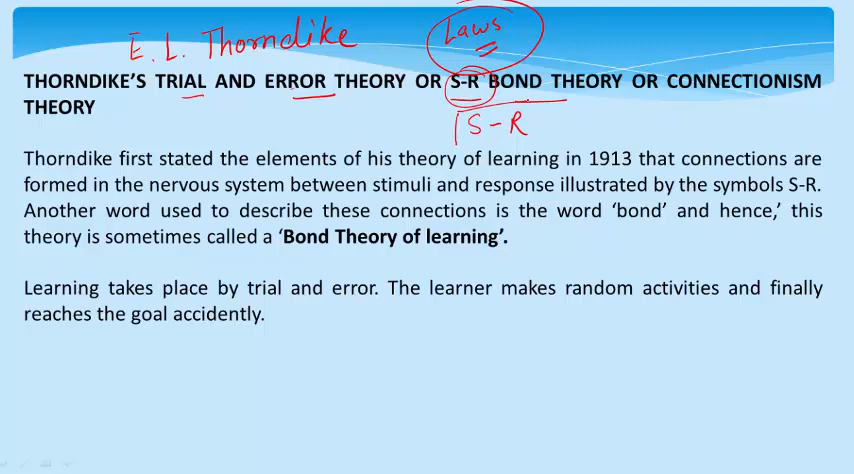 E. L. Thorndike
Laws
THORNDIKE'S TRIAL AND ERROR THEORY OR S-R BOND THEORY OR CONNECTIONISM
THEORY
S-R
Thorndike first stated the elements of his theory of learning in 1913 that connections are
formed in the nervous system between stimuli and response illustrated by the symbols S-R.
Another word used to describe these connections is the word 'bond' and hence,' this
theory is sometimes called a 'Bond Theory of learning'.
Learning takes place by trial and error. The learner makes random activities and finally
reaches the goal accidently.